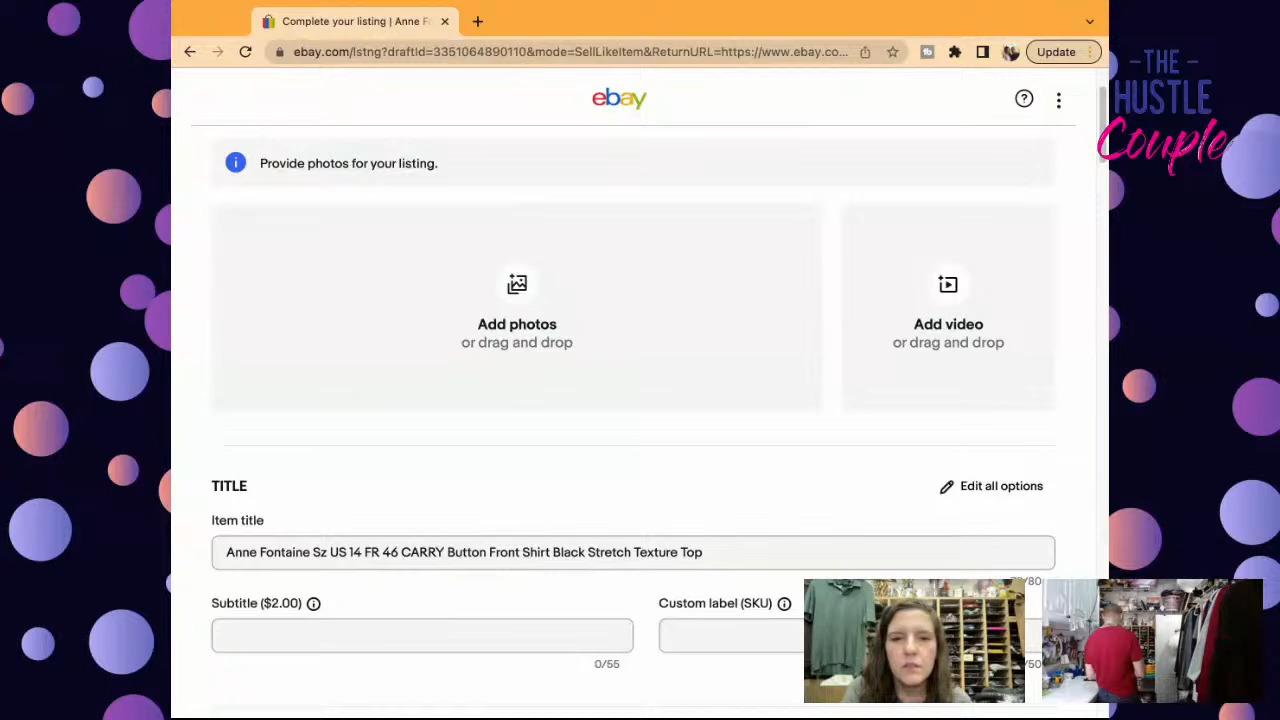 Complete your listing | Anne F
ebay.com/lstng?draftId=3351064890110&mode=SellLikeItem&ReturnURL=https://www.ebay.co...
Update
-THE-
HUSTLE
Couple
ebay
Provide photos for your listing.
Add photos
or drag and drop
Add video
or drag and drop
TITLE
Edit all options
Item title
Anne Fontaine Sz US 14 FR 46 CARRY Button Front Shirt Black Stretch Texture Top
/80
Subtitle ($2.00)
Custom label (SKU)
0/55
/50